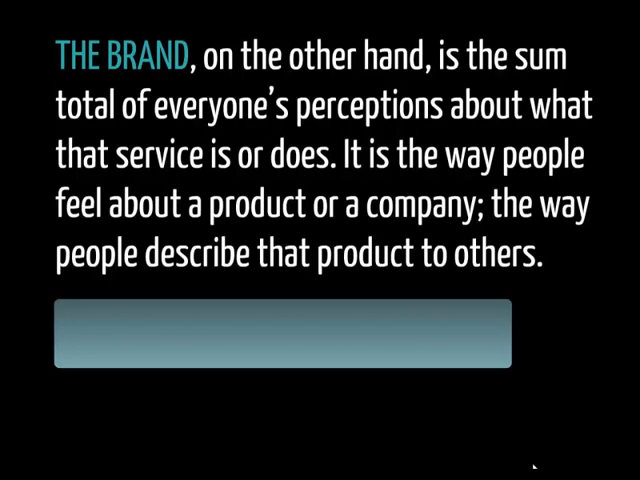 THE BRAND, on the other hand, is the sum
total of everyone’s perceptions about what
that service is or does. It is the way people
feel about a product or a company; the way
people describe that product to others.